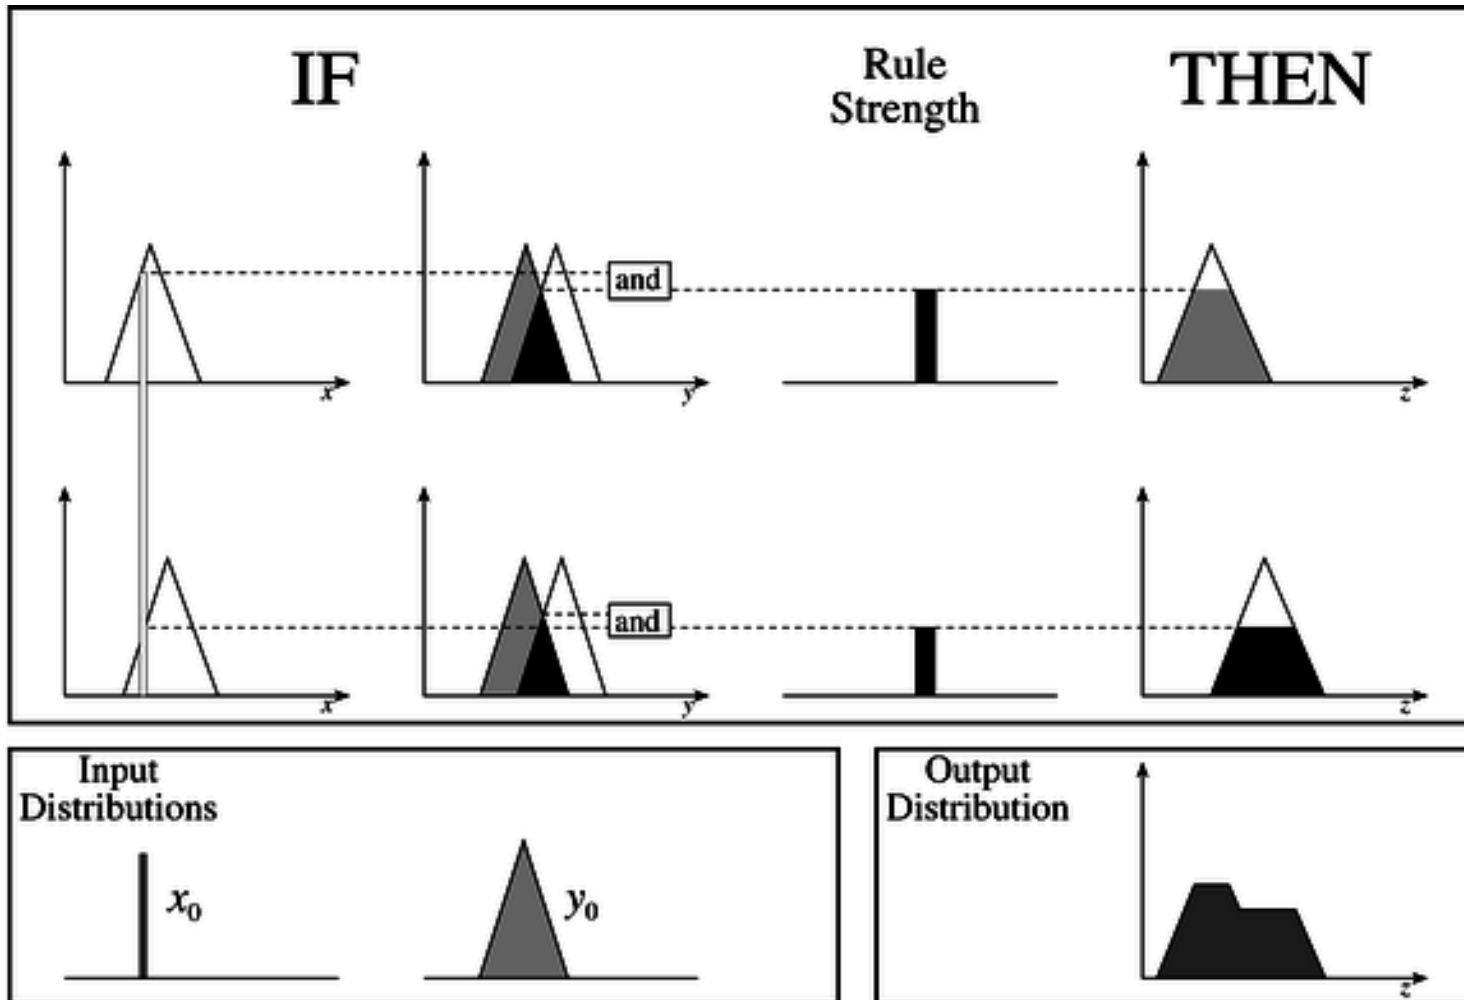 IF
Rule
Strength
THEN
and
x
y
z
and
x
y
z
Input
Distributions
x₀
y₀
Output
Distribution
z